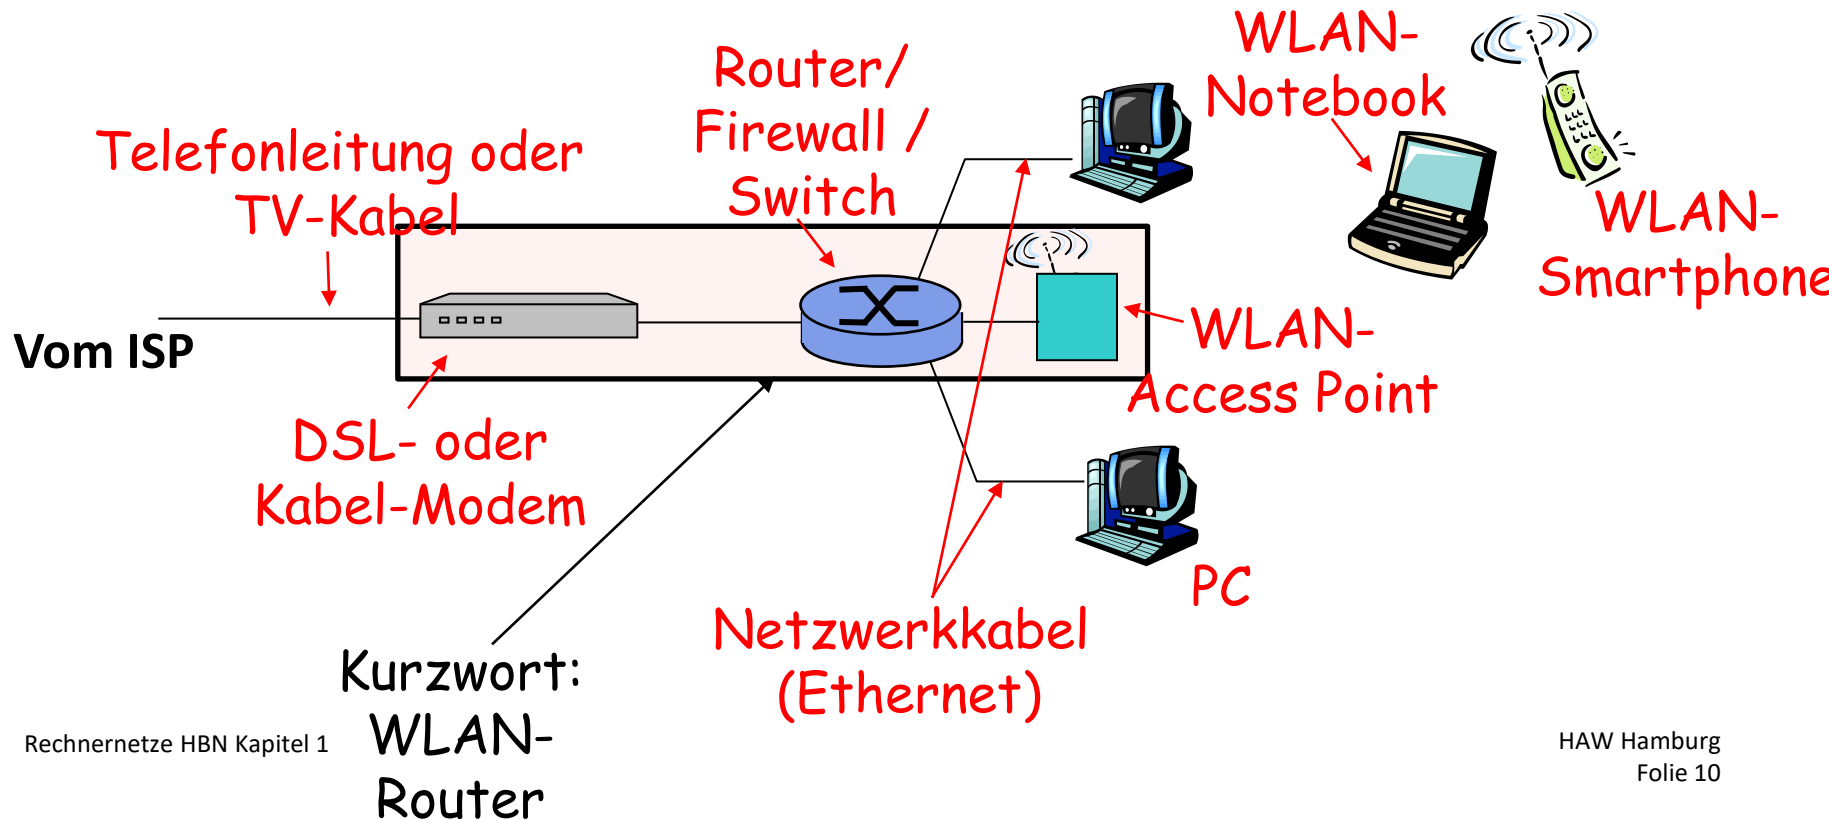 Telefonleitung oder
TV-Kabel
Router/
Firewall /
Switch
WLAN-
Notebook
WLAN-
Smartphone
Vom ISP
WLAN-
Access Point
DSL- oder
Kabel-Modem
PC
Netzwerkkabel
(Ethernet)
Kurzwort:
WLAN-
Router
Rechnernetze HBN Kapitel 1
HAW Hamburg
Folie 10